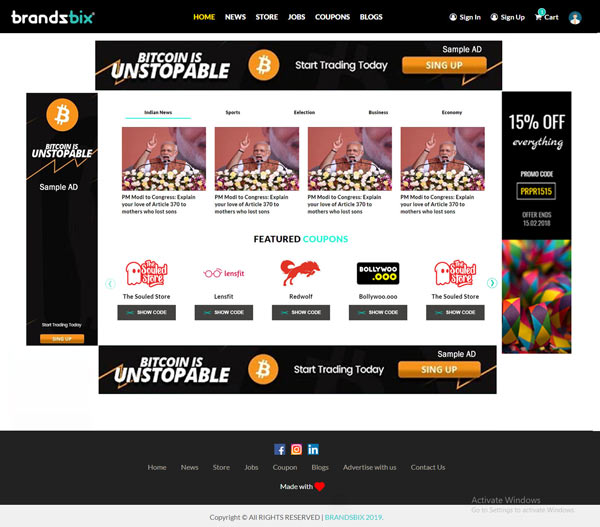 brandsbix
HOME NEWS STORE JOBS COUPONS BLOGS
Sign In Sign Up Cart
BITCOIN IS
UNSTOPABLE
Start Trading Today
Sample AD
SING UP
BITCOIN IS
UNSTOPABLE
Sample AD
Start Trading Today
SING UP
Indian News Sports Eelection Business Economy
PM Modi to Congress: Explain
your love of Article 370 to
mothers who lost sons
PM Modi to Congress: Explain
your love of Article 370 to
mothers who lost sons
PM Modi to Congress: Explain
your love of Article 370 to
mothers who lost sons
PM Modi to Congress: Explain
your love of Article 370 to
mothers who lost sons
15% OFF
everything
PROMO CODE
PRPR1515
OFFER ENDS
15.02.2018
FEATURED COUPONS
The
Souled
Store
lensfit
BOLLYWOO
.OOO
The
Souled
Store
The Souled Store Lensfit Redwolf Bollywoo.ooo The Souled Store
SHOW CODE SHOW CODE SHOW CODE SHOW CODE SHOW CODE
BITCOIN IS
UNSTOPABLE
Start Trading Today
Sample AD
SING UP
Home News Store Jobs Coupon Blogs Advertise with us Contact Us
Made with
Activate Windows
Go to Settings to activate Windows.
Copyright © All RIGHTS RESERVED | BRANDSBIX 2019.